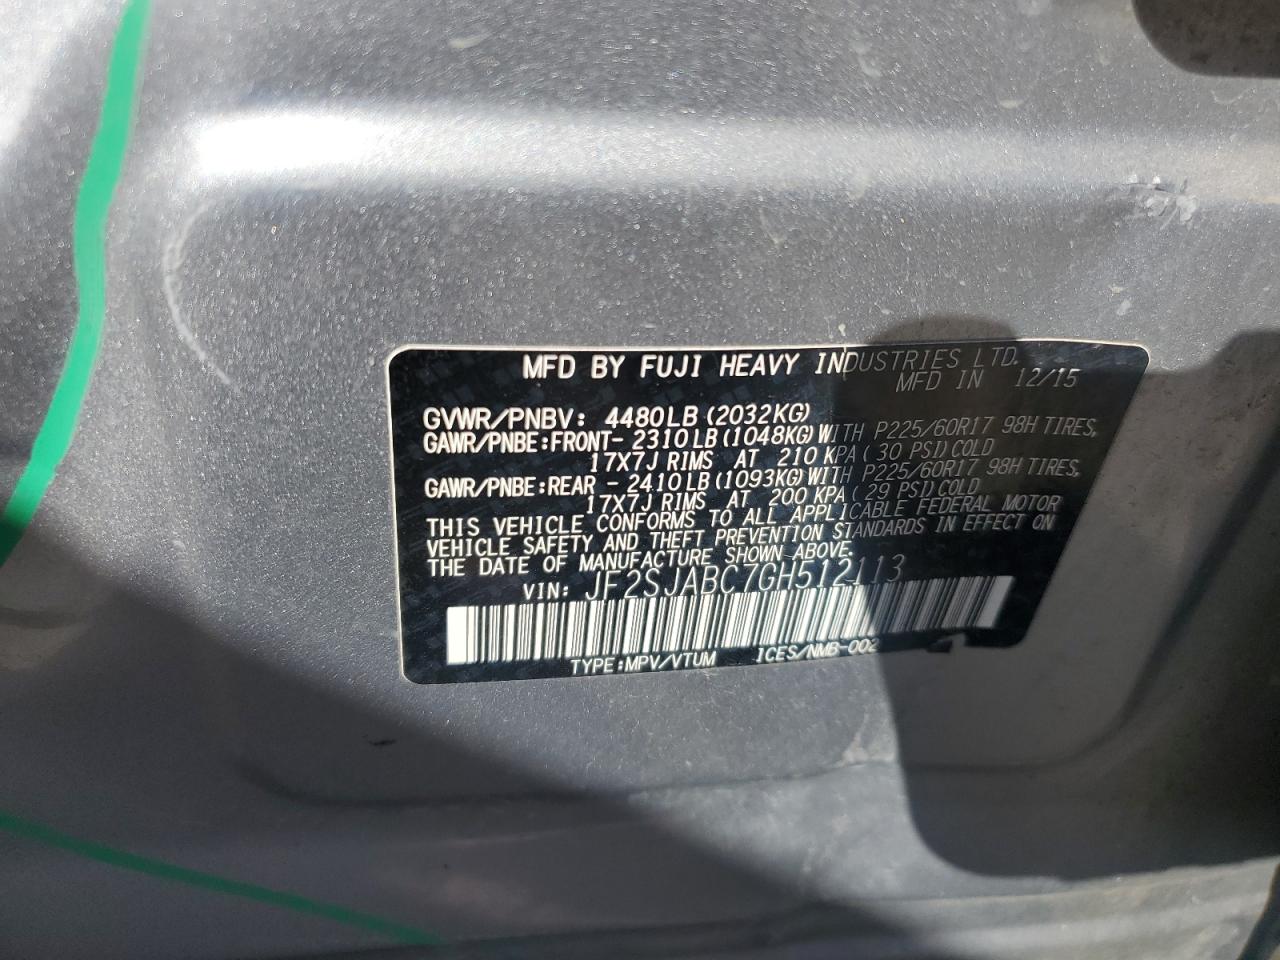 MFD BY FUJI HEAVY INDUSTRIES LTD.
MFD IN 12/15
GVWR/PNBV: 4480LB (2032KG)
GAWR/PNBE:FRONT- 2310LB (1048KG) WITH P225/60R17 98H TIRES,
17X7J RIMS AT 210 KPA ( 30 PSI) COLD
GAWR/PNBE:REAR - 2410LB (1093KG) WITH P225/60R17 98H TIRES,
17X7J RIMS AT 200 KPA ( 29 PSI) COLD
THIS VEHICLE CONFORMS TO ALL APPLICABLE FEDERAL MOTOR
VEHICLE SAFETY AND THEFT PREVENTION STANDARDS IN EFFECT ON
THE DATE OF MANUFACTURE SHOWN ABOVE.
VIN: JF2SJABC7GH512113
TYPE:MPV/VTUM ICES/NMB-002